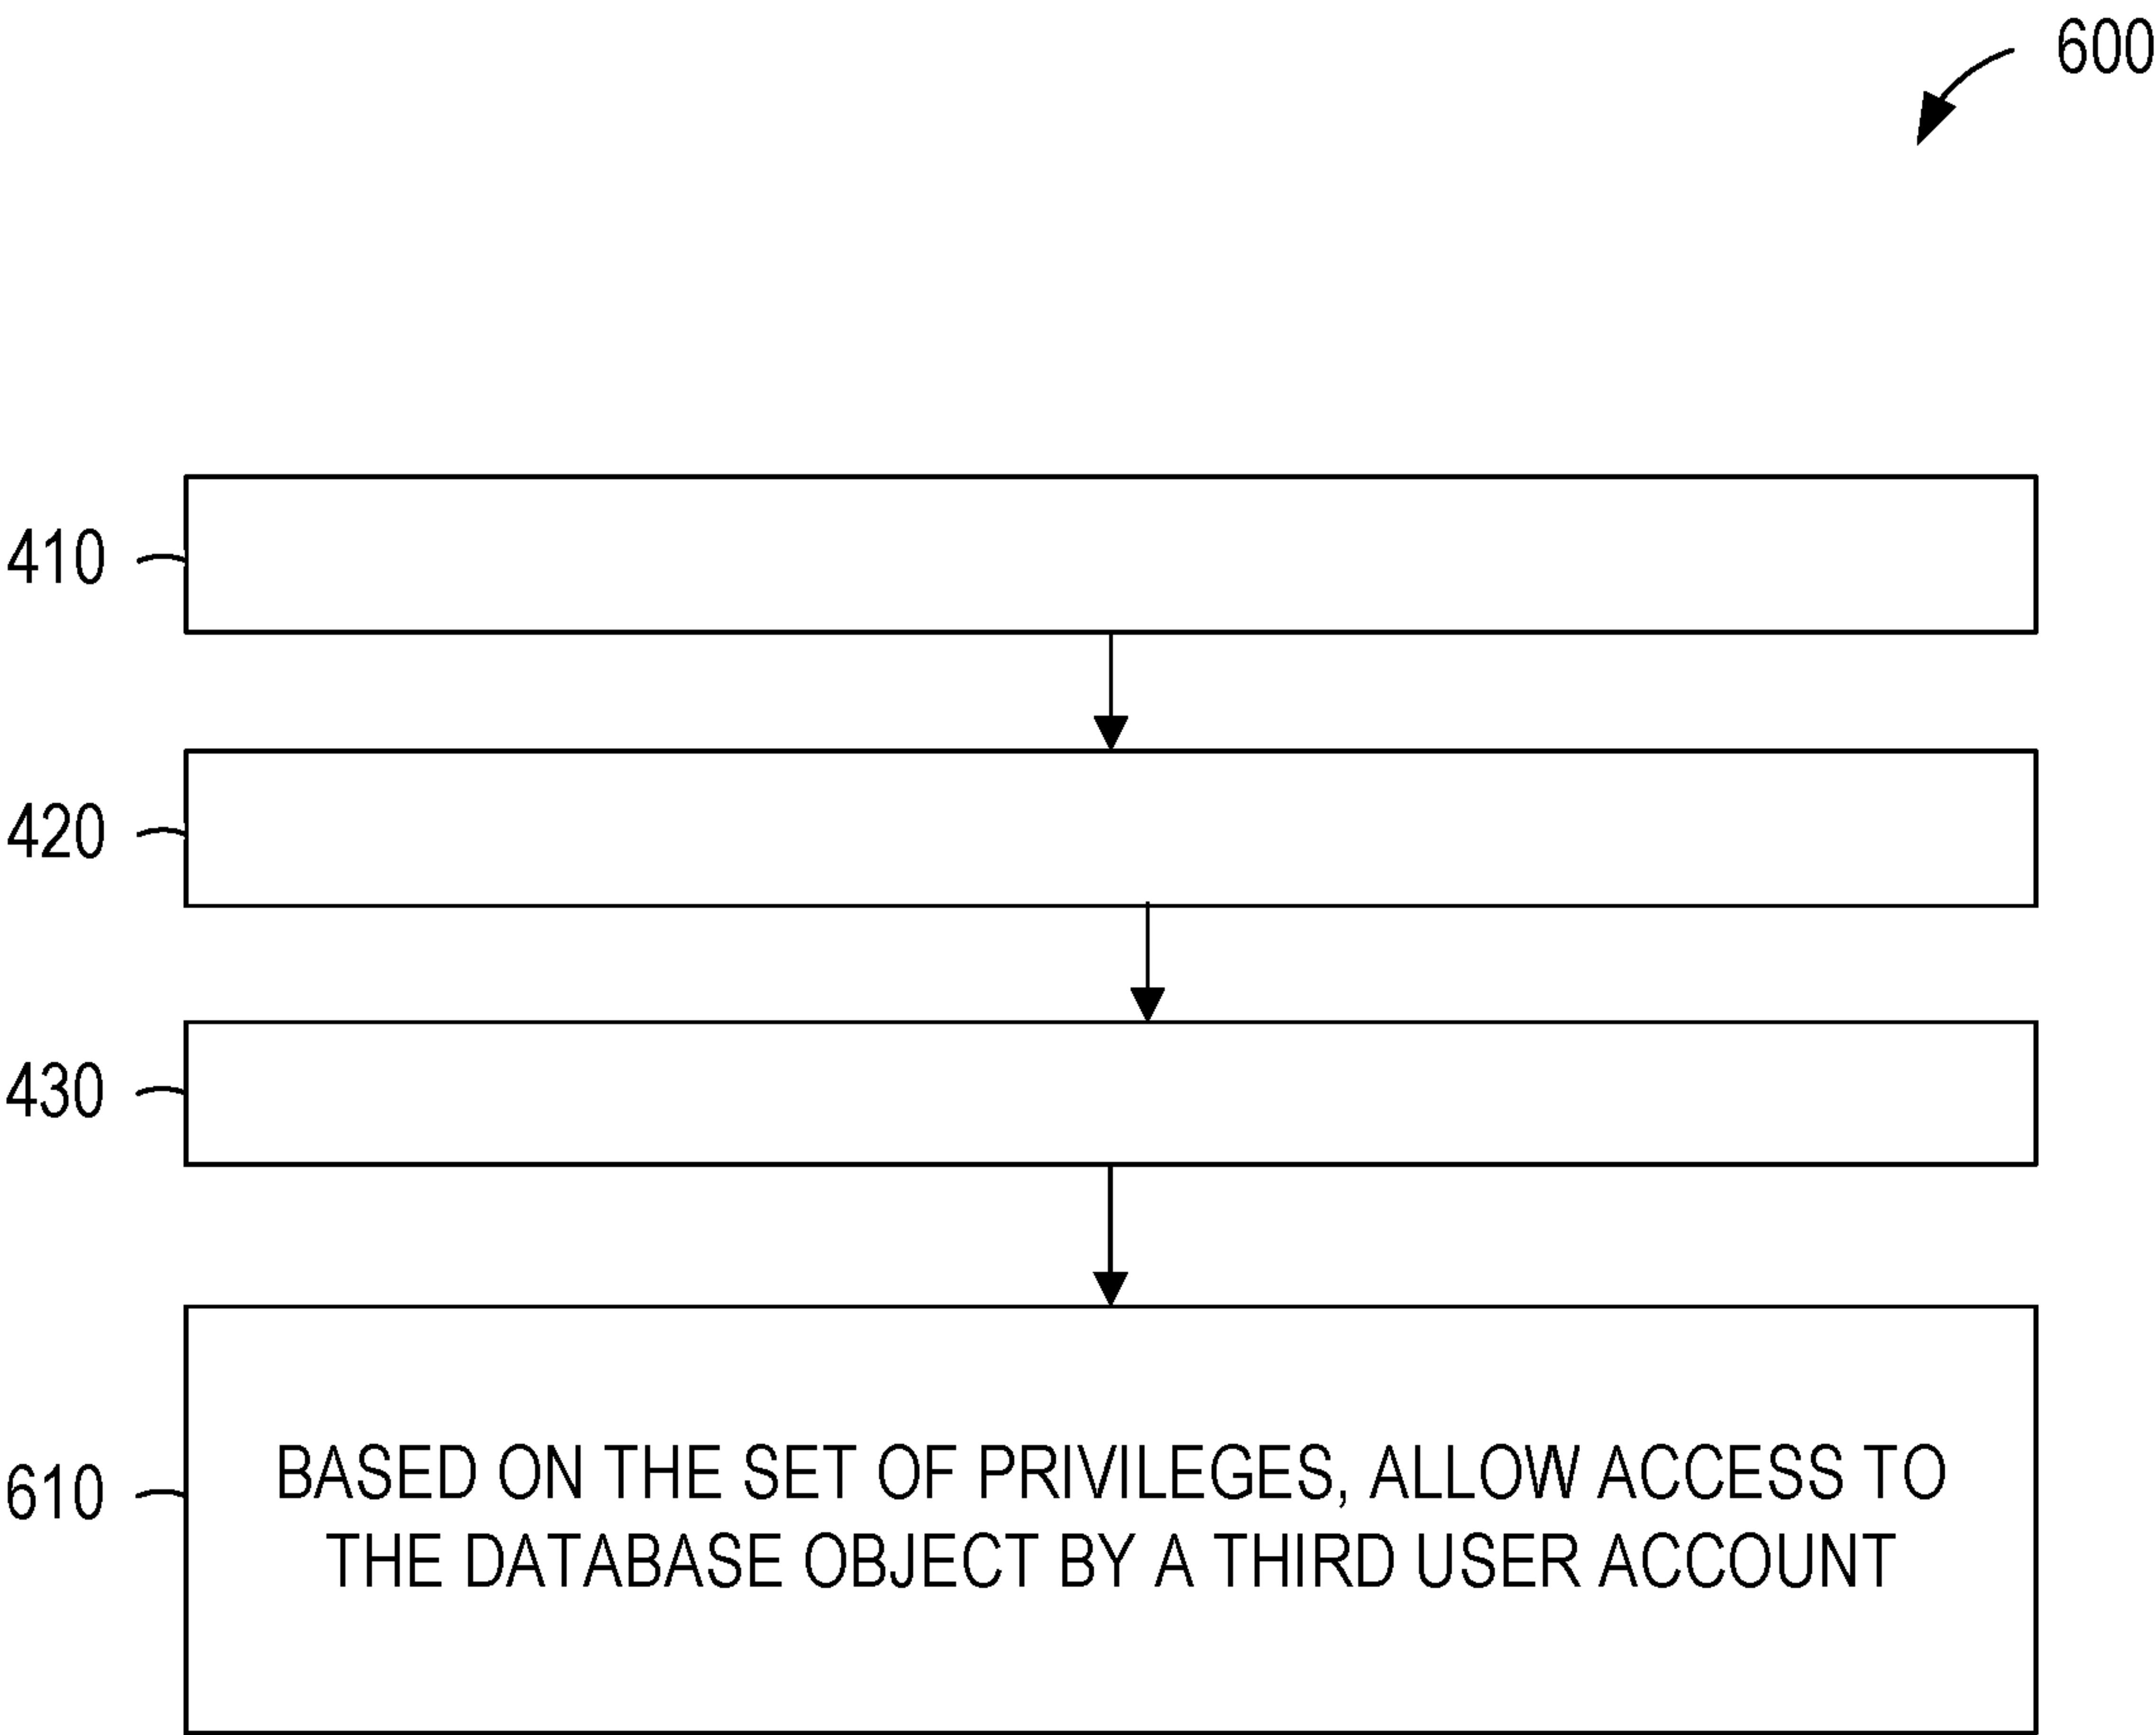 600
410
420
430
610
BASED ON THE SET OF PRIVILEGES, ALLOW ACCESS TO
THE DATABASE OBJECT BY A THIRD USER ACCOUNT